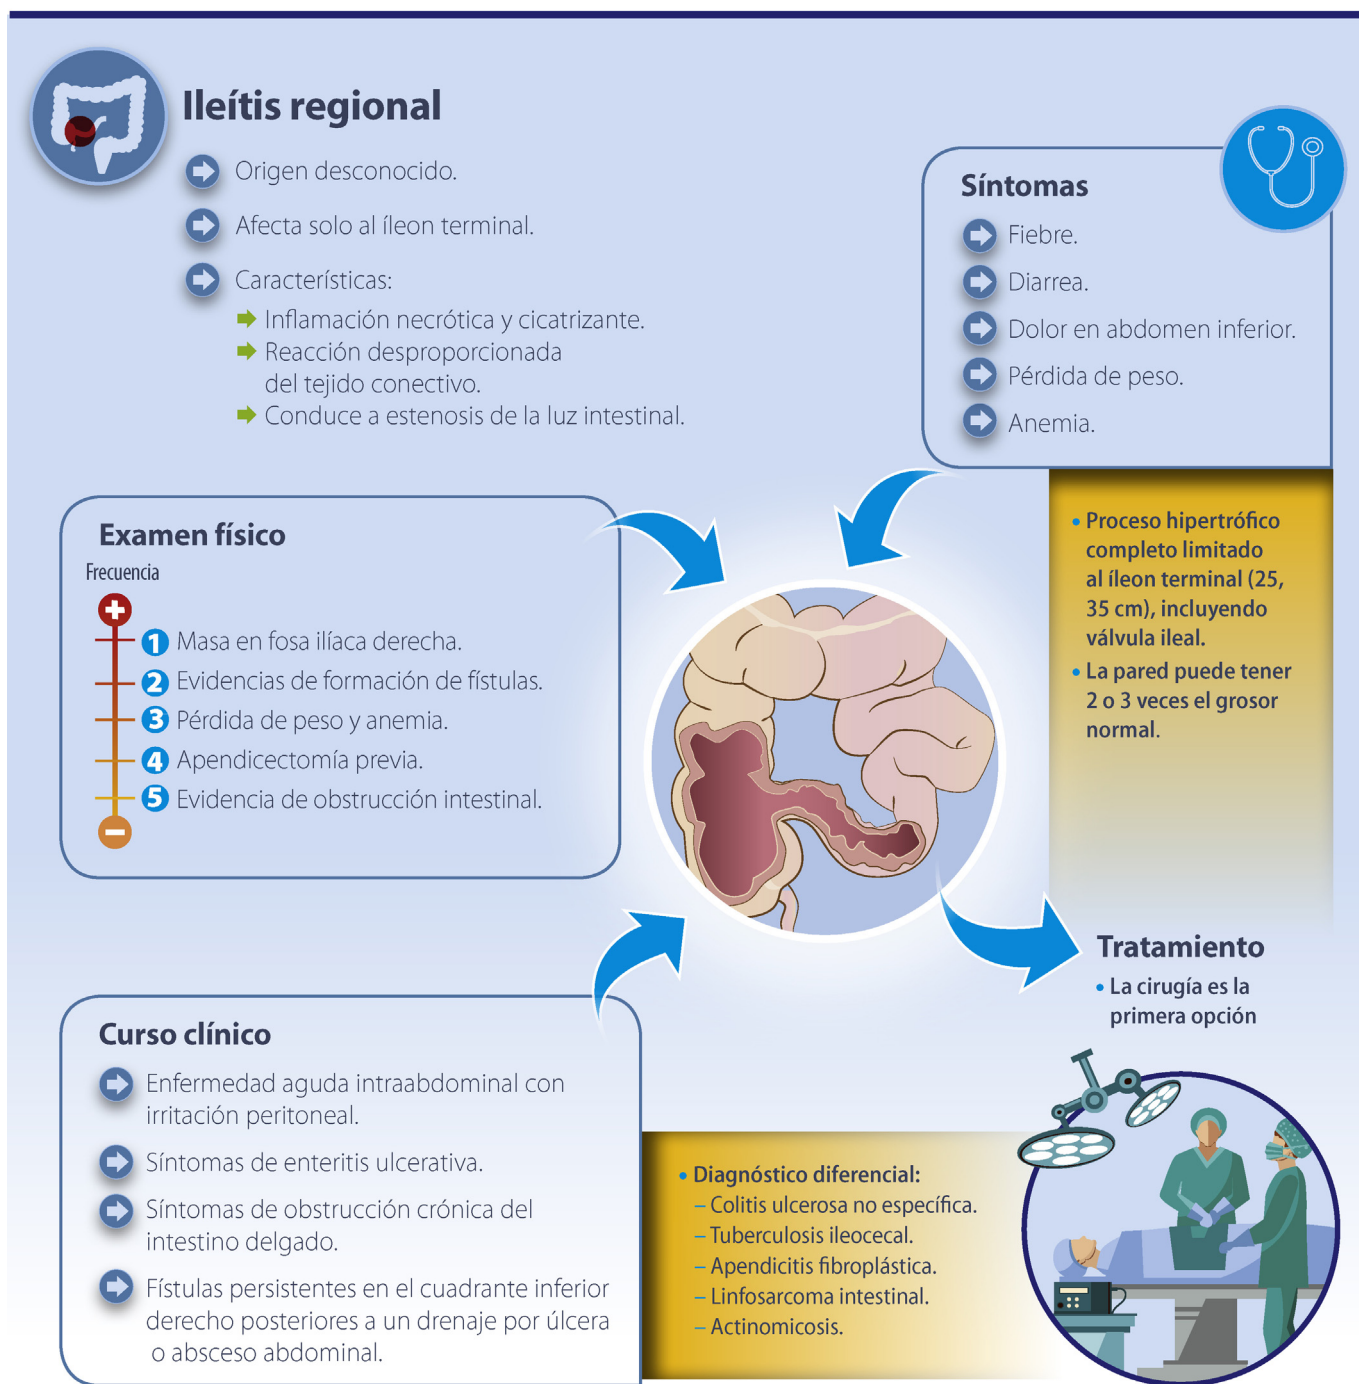 Ileítis regional
Origen desconocido.
Afecta solo al íleon terminal.
Características:
Inflamación necrótica y cicatrizante.
Reacción desproporcionada
del tejido conectivo.
Conduce a estenosis de la luz intestinal.
Síntomas
Fiebre.
Diarrea.
Dolor en abdomen inferior.
Pérdida de peso.
Anemia.
Examen físico
Frecuencia
+
1 Masa en fosa ilíaca derecha.
2 Evidencias de formación de fístulas.
3 Pérdida de peso y anemia.
4 Apendicectomía previa.
5 Evidencia de obstrucción intestinal.
−
• Proceso hipertrófico
completo limitado
al íleon terminal (25,
35 cm), incluyendo
válvula ileal.
• La pared puede tener
2 o 3 veces el grosor
normal.
Tratamiento
• La cirugía es la
primera opción
Curso clínico
Enfermedad aguda intraabdominal con
irritación peritoneal.
Síntomas de enteritis ulcerativa.
Síntomas de obstrucción crónica del
intestino delgado.
Fístulas persistentes en el cuadrante inferior
derecho posteriores a un drenaje por úlcera
o absceso abdominal.
• Diagnóstico diferencial:
– Colitis ulcerosa no específica.
– Tuberculosis ileocecal.
– Apendicitis fibroplástica.
– Linfosarcoma intestinal.
– Actinomicosis.